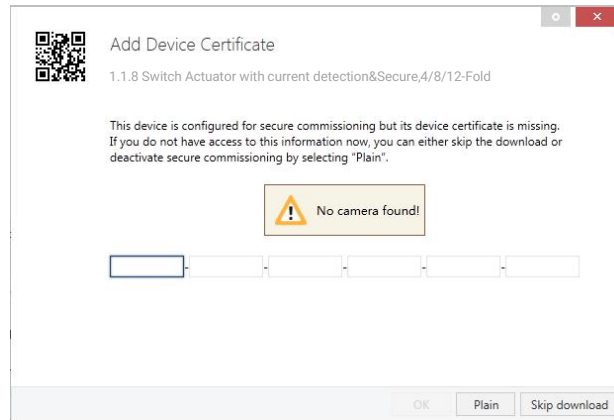 Add Device Certificate
1.1.8 Switch Actuator with current detection&Secure,4/8/12-Fold
This device is configured for secure commissioning but its device certificate is missing.
If you do not have access to this information now, you can either skip the download or
deactivate secure commissioning by selecting "Plain".
No camera found!
- - - - -
OK Plain Skip download